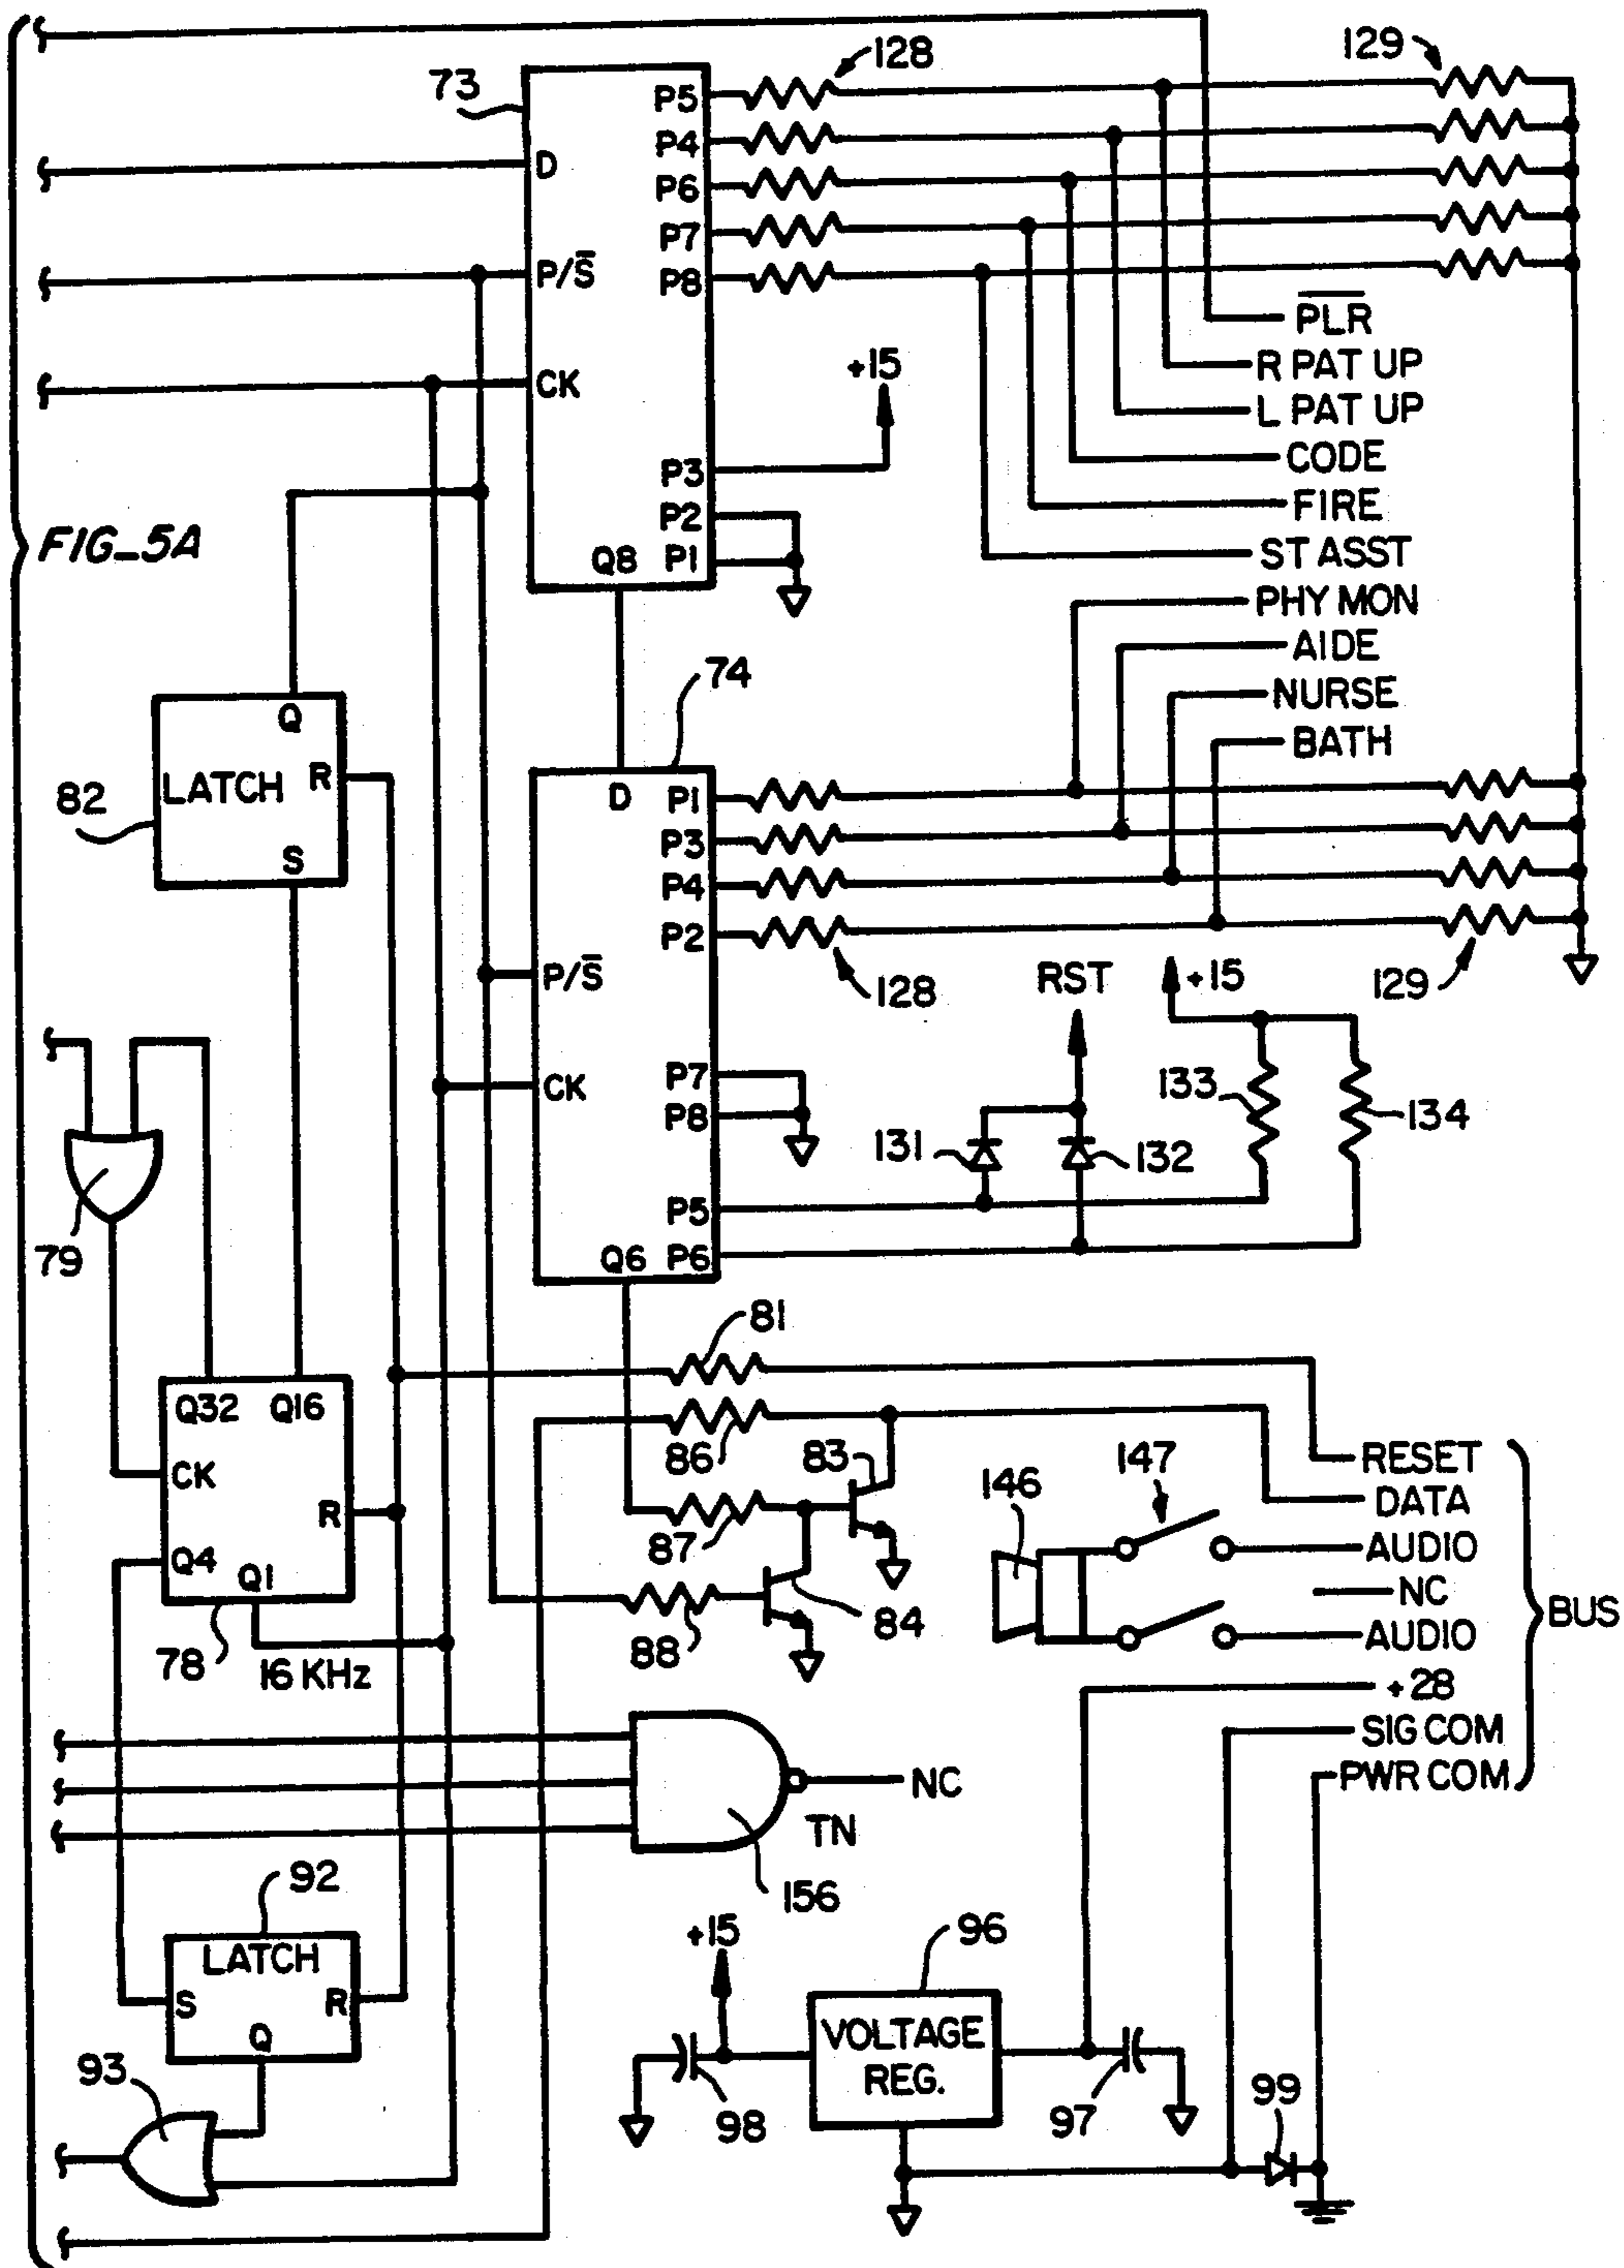 128
129
73
P5
P4
D
P6
P7
P/S̅
P8
P̅L̅R̅
+15
R PAT UP
CK
L PAT UP
CODE
P3
FIRE
P2
FIG_5A
ST ASST
Q8
P1
PHY MON
74
AIDE
NURSE
Q
BATH
LATCH
R
82
D
P1
P3
S
P4
P2
P/S̅
128
RST
+15
129
CK
P7
133
P8
134
131
132
P5
79
Q6
P6
81
Q32
Q16
86
83
146
147
RESET
CK
DATA
R
87
AUDIO
Q4
Q1
NC
84
BUS
78
16 KHz
88
AUDIO
+28
SIG COM
NC
PWR COM
TN
92
156
+15
96
LATCH
S
R
VOLTAGE
REG.
Q
93
98
97
99